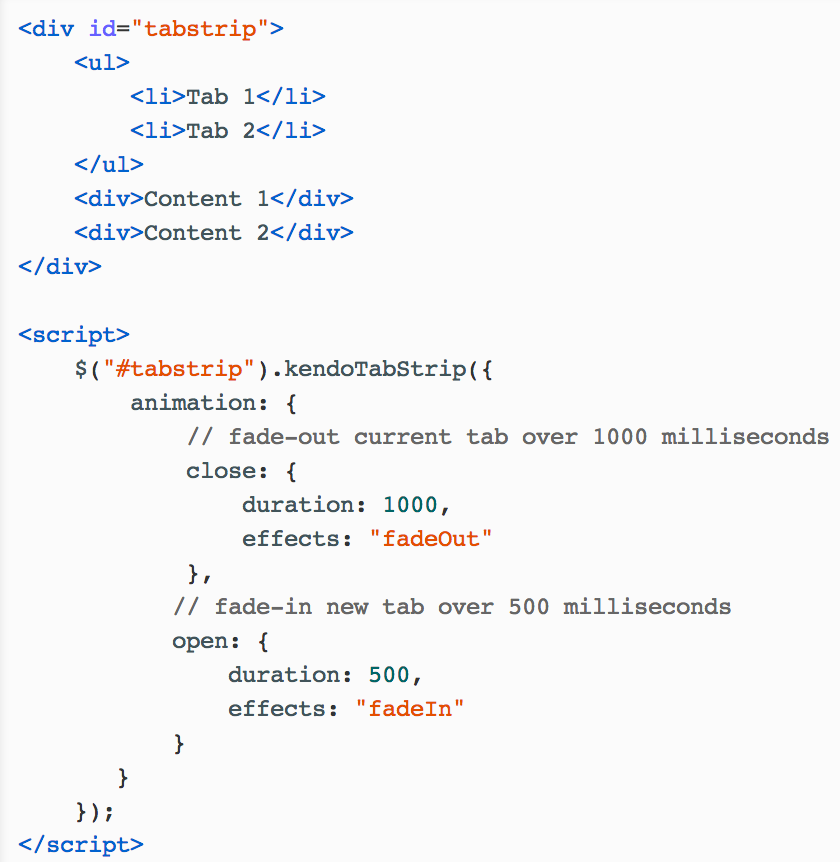 <div id="tabstrip">
    <ul>
        <li>Tab 1</li>
        <li>Tab 2</li>
    </ul>
    <div>Content 1</div>
    <div>Content 2</div>
</div>

<script>
    $("#tabstrip").kendoTabStrip({
        animation: {
            // fade-out current tab over 1000 milliseconds
            close: {
                duration: 1000,
                effects: "fadeOut"
            },
           // fade-in new tab over 500 milliseconds
           open: {
               duration: 500,
               effects: "fadeIn"
           }
       }
    });
</script>